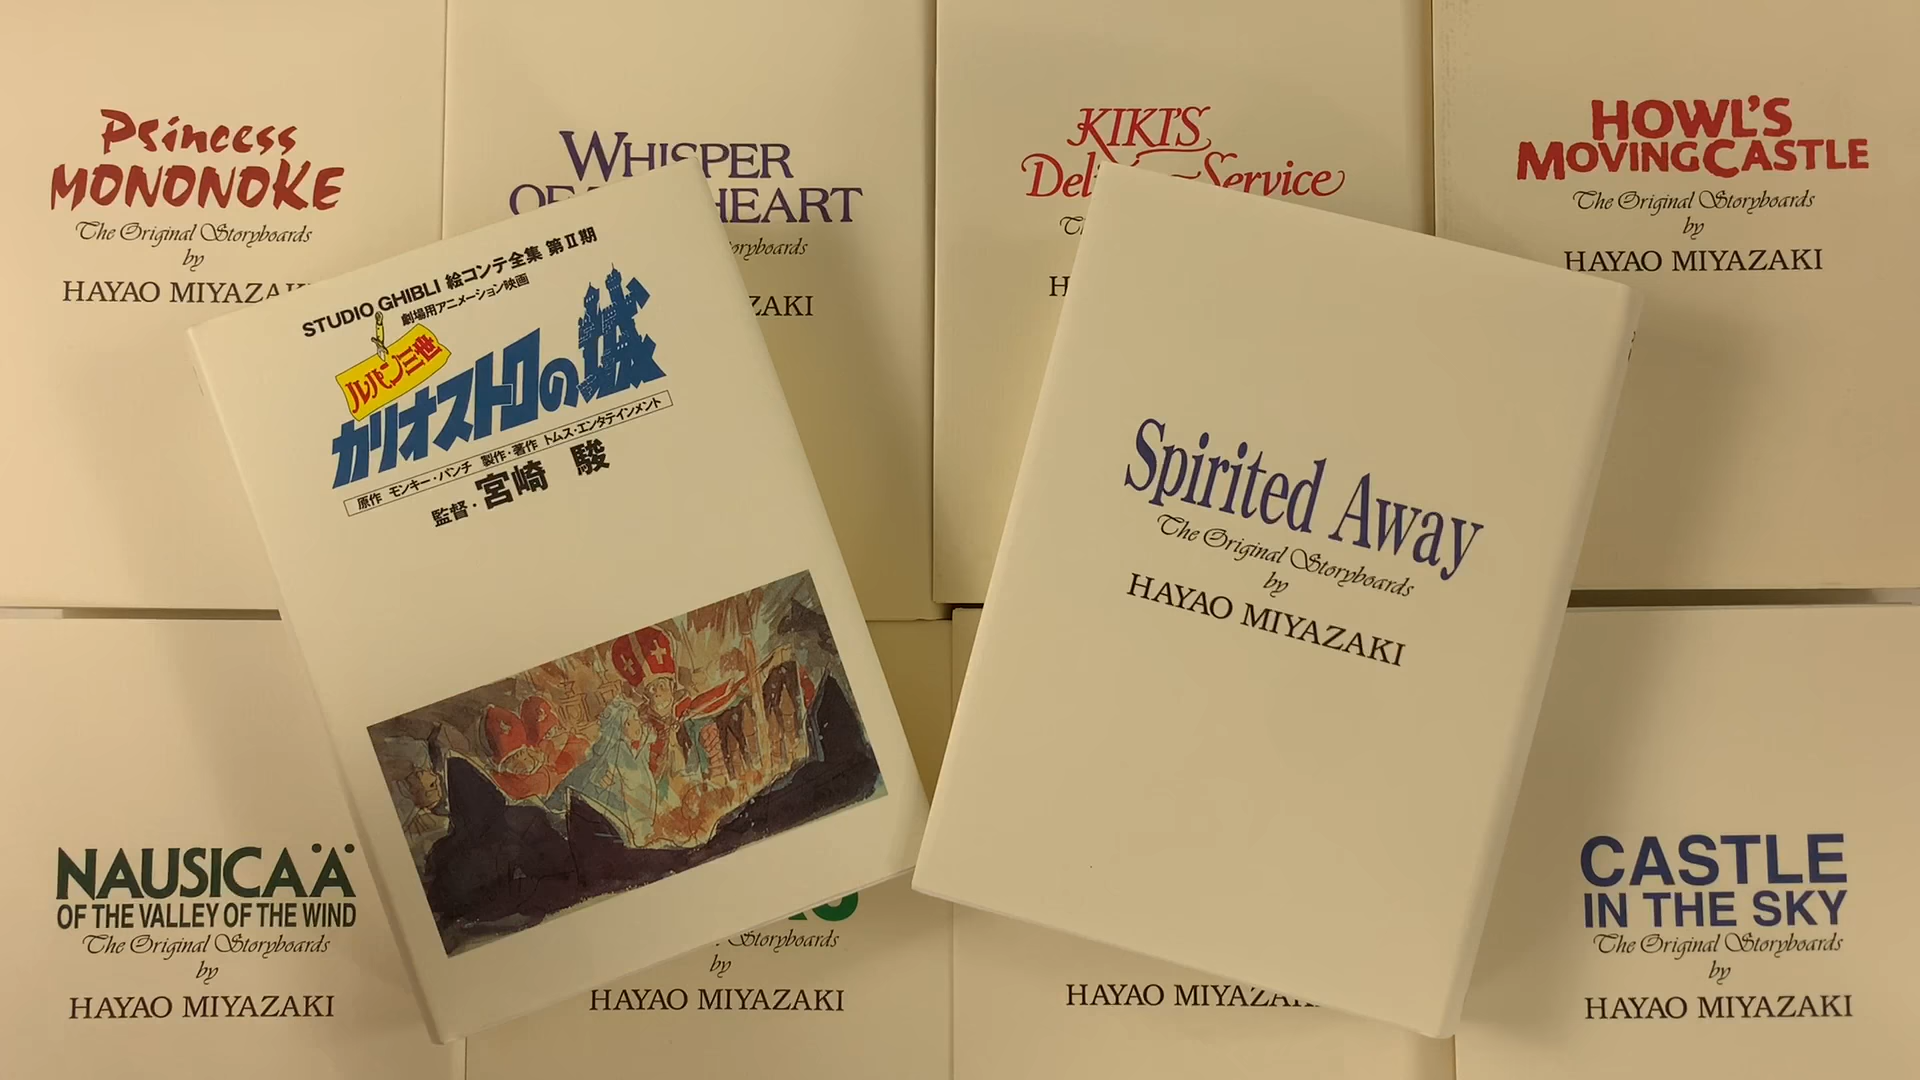 Princess
MONONOKE
The Original Storyboards
by
HAYAO
WHISPER
HEART
HOWL'S
MOVING CASTLE
The Original Storyboards
by
HAYAO MIYAZAKI
KIKI'S
Service
STUDIO GHIBLI 絵コンテ全集 第II期
劇場用アニメーション映画
ルパン三世
カリオストロの城
原作 モンキー・パンチ 製作・著作 トムス・エンタテインメント
監督・宮崎 駿
Spirited Away
The Original Storyboards
by
HAYAO MIYAZAKI
NAUSICAÄ
OF THE VALLEY OF THE WIND
The Original Storyboards
by
HAYAO MIYAZAKI
Storyboards
by
HAYAO MIYAZAKI
HAYAO
CASTLE
IN THE SKY
The Original Storyboards
by
HAYAO MIYAZAKI